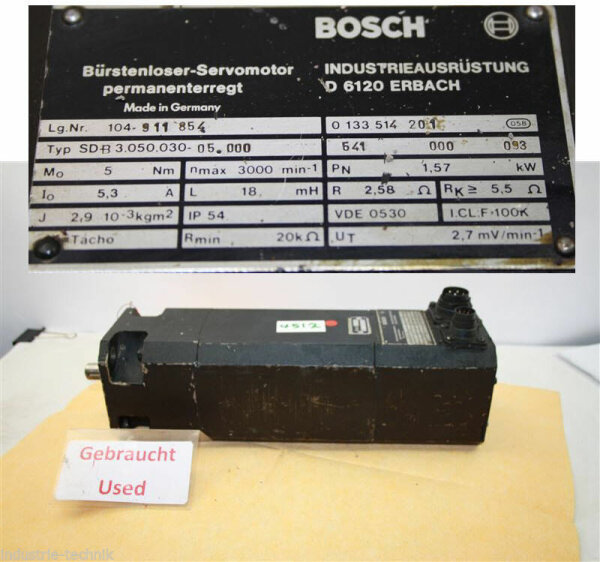 BOSCH
Bürstenloser-Servomotor INDUSTRIEAUSRÜSTUNG
permanenterregt D 6120 ERBACH
Made in Germany
Lg.Nr. 104- 911 854 0 133 514 201 058
Typ SD-B 3.050.030- 05.000 541 000 093
Mo 5 Nm nmax 3000 min-1 PN 1,57 kW
Io 5,3 A L 18 mH R 2,58 Ω RK ≥ 5,5 Ω
J 2,9 10-3kgm2 IP 54 VDE 0530 I.CL.F-100K
Tacho Rmin 20kΩ UT 2,7 mV/min-1
4512
Gebraucht
Used
industrie-technik